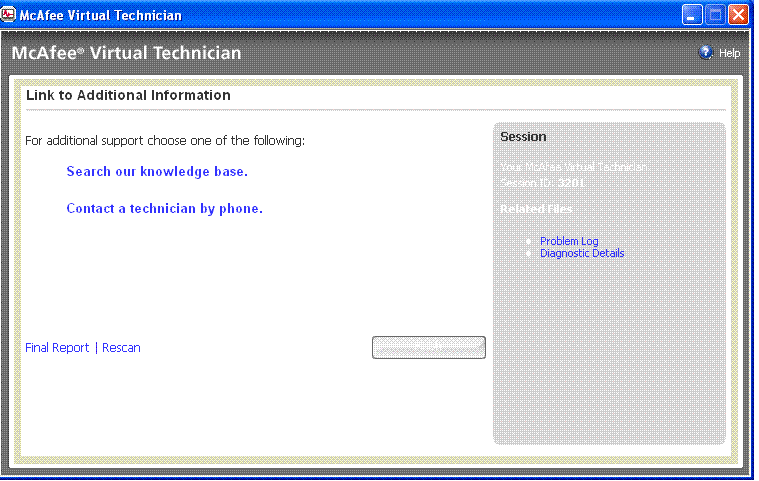 McAfee Virtual Technician
McAfee® Virtual Technician
Help
Link to Additional Information
For additional support choose one of the following:
Search our knowledge base.
Contact a technician by phone.
Final Report | Rescan
Session
Your McAfee Virtual Technician
Session ID: 3201
Related Files
Problem Log
Diagnostic Details